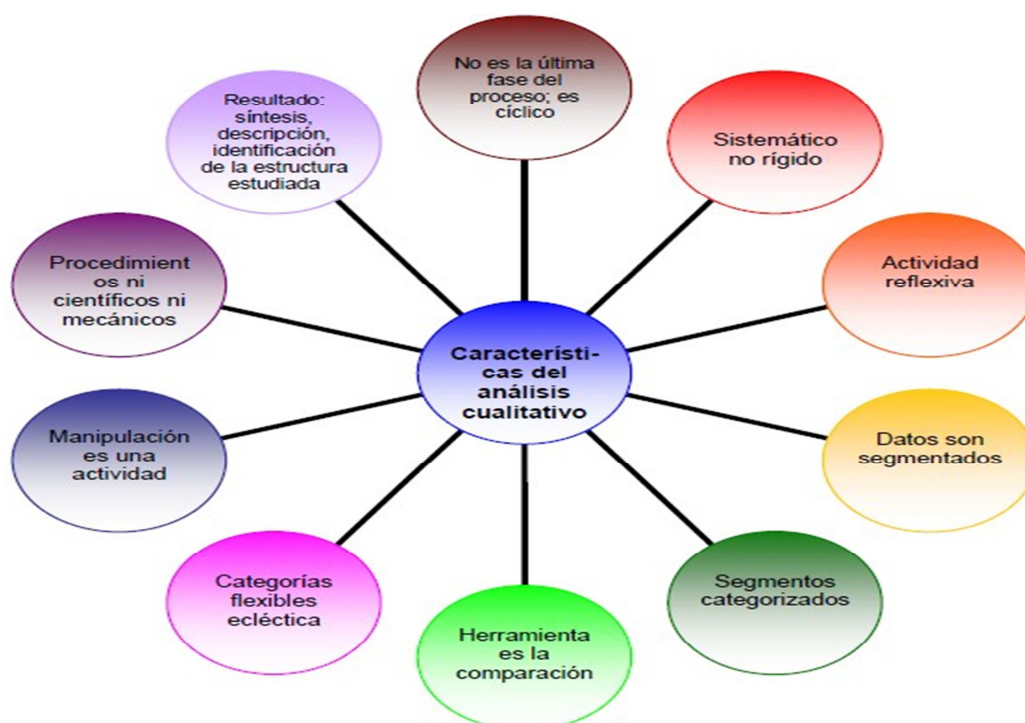 No es la última
fase del
proceso; es
cíclico
Sistemático
no rígido
Actividad
reflexiva
Datos son
segmentados
Segmentos
categorizados
Herramienta
es la
comparación
Categorías
flexibles
ecléctica
Manipulación
es una
actividad
Procedimient
os ni
científicos ni
mecánicos
Resultado:
síntesis,
descripción,
identificación
de la estructura
estudiada
Característi-
cas del
análisis
cualitativo